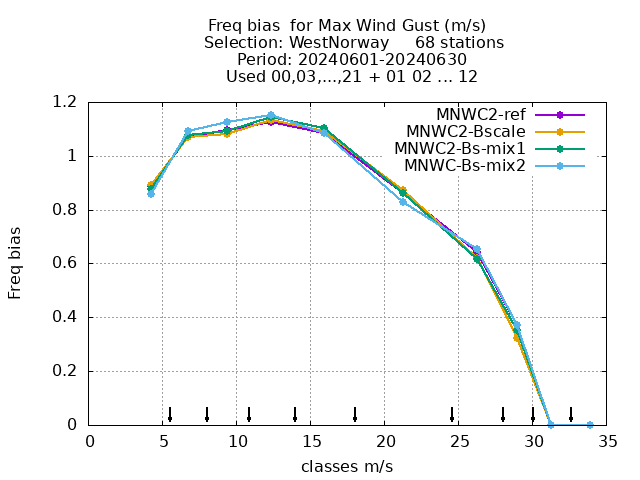 Freq bias  for Max Wind Gust (m/s)
Selection: WestNorway     68 stations
Period: 20240601-20240630
Used 00,03,...,21 + 01 02 ... 12
MNWC2-ref
MNWC2-Bscale
MNWC2-Bs-mix1
MNWC-Bs-mix2
Freq bias
1.2
1
0.8
0.6
0.4
0.2
0
0 5 10 15 20 25 30 35
classes m/s